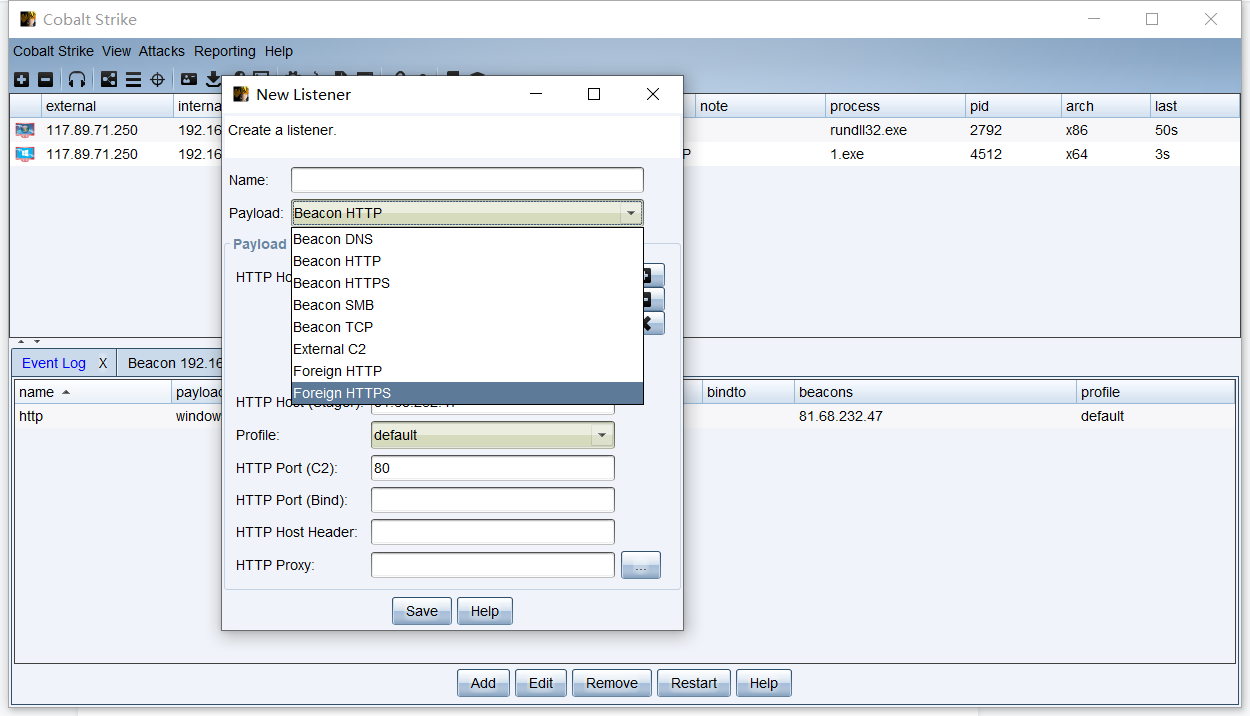 Cobalt Strike
Cobalt Strike View Attacks Reporting Help
external interna note process pid arch last
117.89.71.250 192.16 rundll32.exe 2792 x86 50s
117.89.71.250 192.16 P 1.exe 4512 x64 3s
New Listener
Create a listener.
Name:
Payload: Beacon HTTP
Beacon DNS
Payload
Beacon HTTP
HTTP Ho
Beacon HTTPS
Beacon SMB
Beacon TCP
External C2
Foreign HTTP
Foreign HTTPS
HTTP Host (Stager): 81.68.232.47
Profile: default
HTTP Port (C2): 80
HTTP Port (Bind):
HTTP Host Header:
HTTP Proxy: ...
Save Help
Event Log X Beacon 192.16
name payload bindto beacons profile
http window 81.68.232.47 default
Add Edit Remove Restart Help